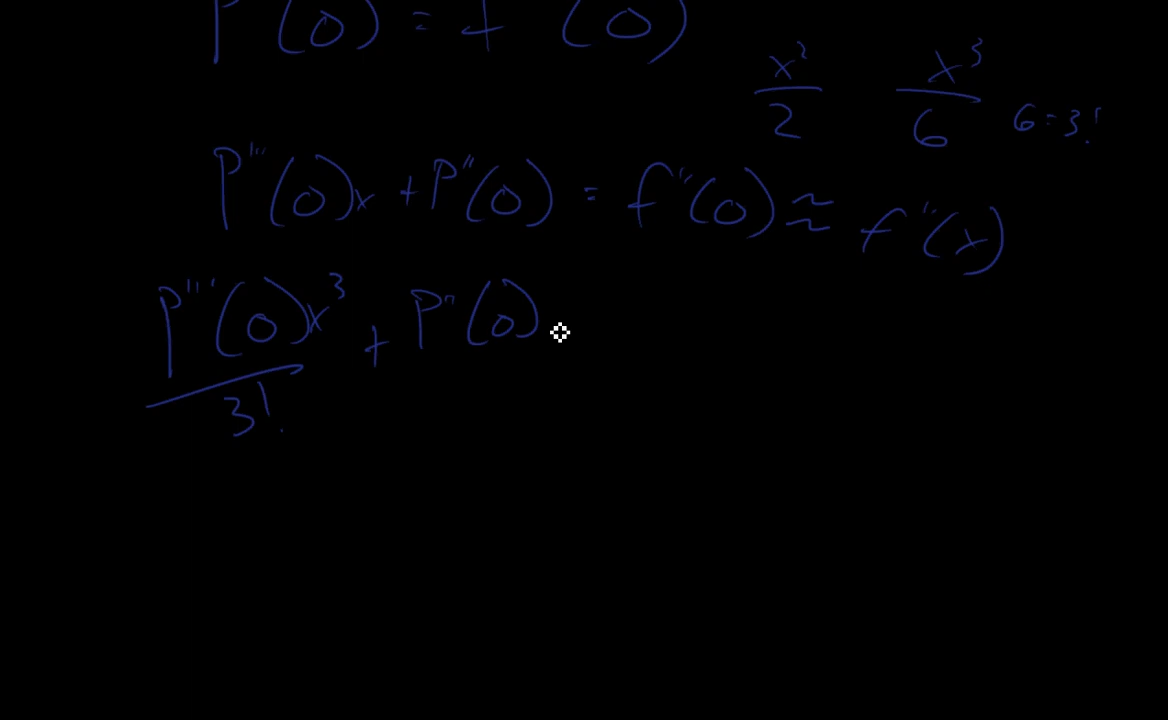 P (0) = f (0)
x² x³
2 6 6 = 3!
P'''(0)x + P''(0) = f''(0) ≈ f''(x)
P'''(0)x³ + P''(0)
3!